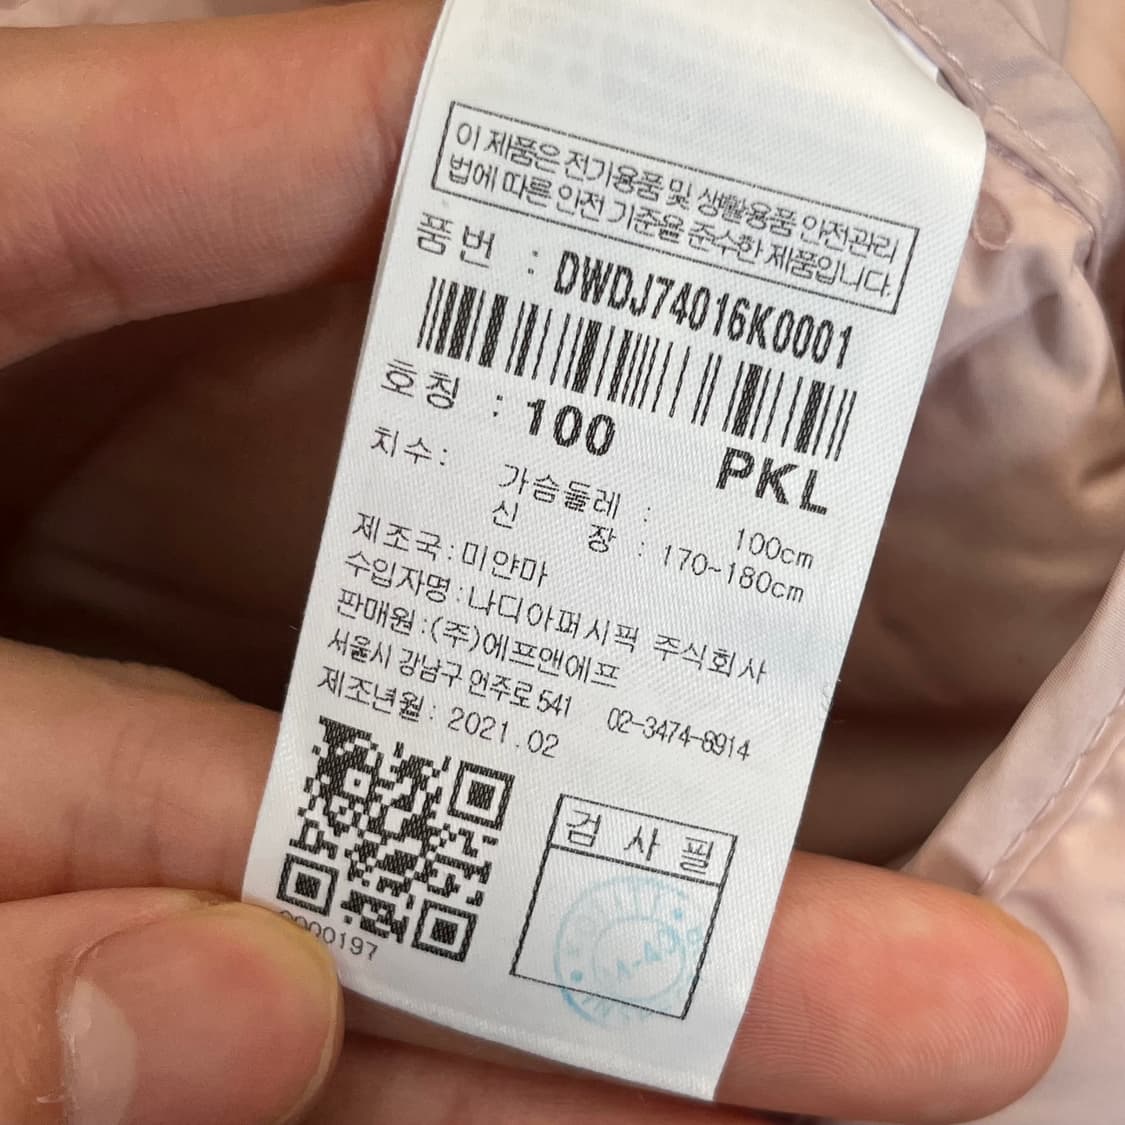 이 제품은 전기용품 및 생활용품 안전관리
법에 따른 안전 기준을 준수한 제품입니다.
품번 : DWDJ74016K0001
호칭 : 100 PKL
치수: 가슴둘레 : 100cm
신 장 : 170~180cm
제조국:미얀마
수입자명:나디아퍼시픽 주식회사
판매원:(주)에프앤에프
서울시 강남구 언주로 541 02-3474-6914
제조년월: 2021.02
검 사 필
0000197